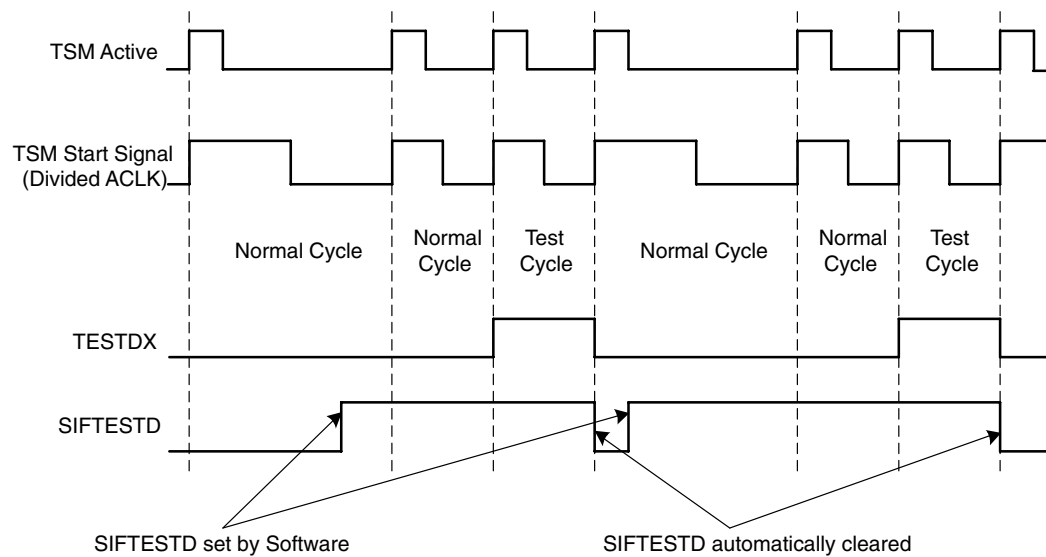 TSM Active
TSM Start Signal
(Divided ACLK)
Normal Cycle
Normal
Cycle
Test
Cycle
Normal Cycle
Normal
Cycle
Test
Cycle
TESTDX
SIFTESTD
SIFTESTD set by Software
SIFTESTD automatically cleared